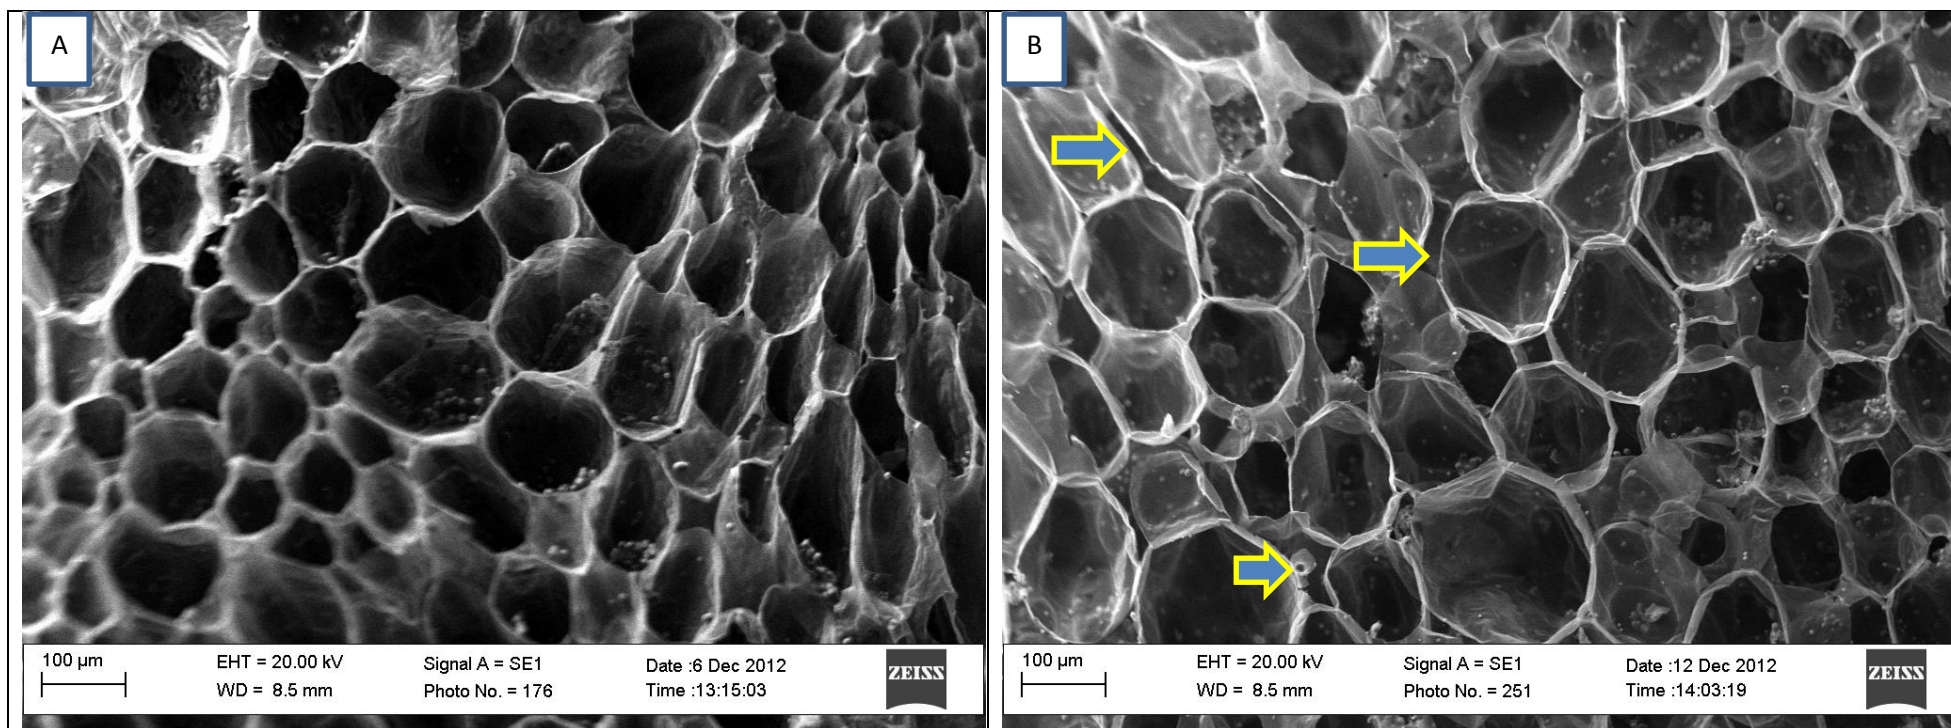 A
B
100 µm
EHT = 20.00 kV
Signal A = SE1
Date :6 Dec 2012
WD = 8.5 mm
Photo No. = 176
Time :13:15:03
ZEISS
100 µm
EHT = 20.00 kV
Signal A = SE1
Date :12 Dec 2012
WD = 8.5 mm
Photo No. = 251
Time :14:03:19
ZEISS